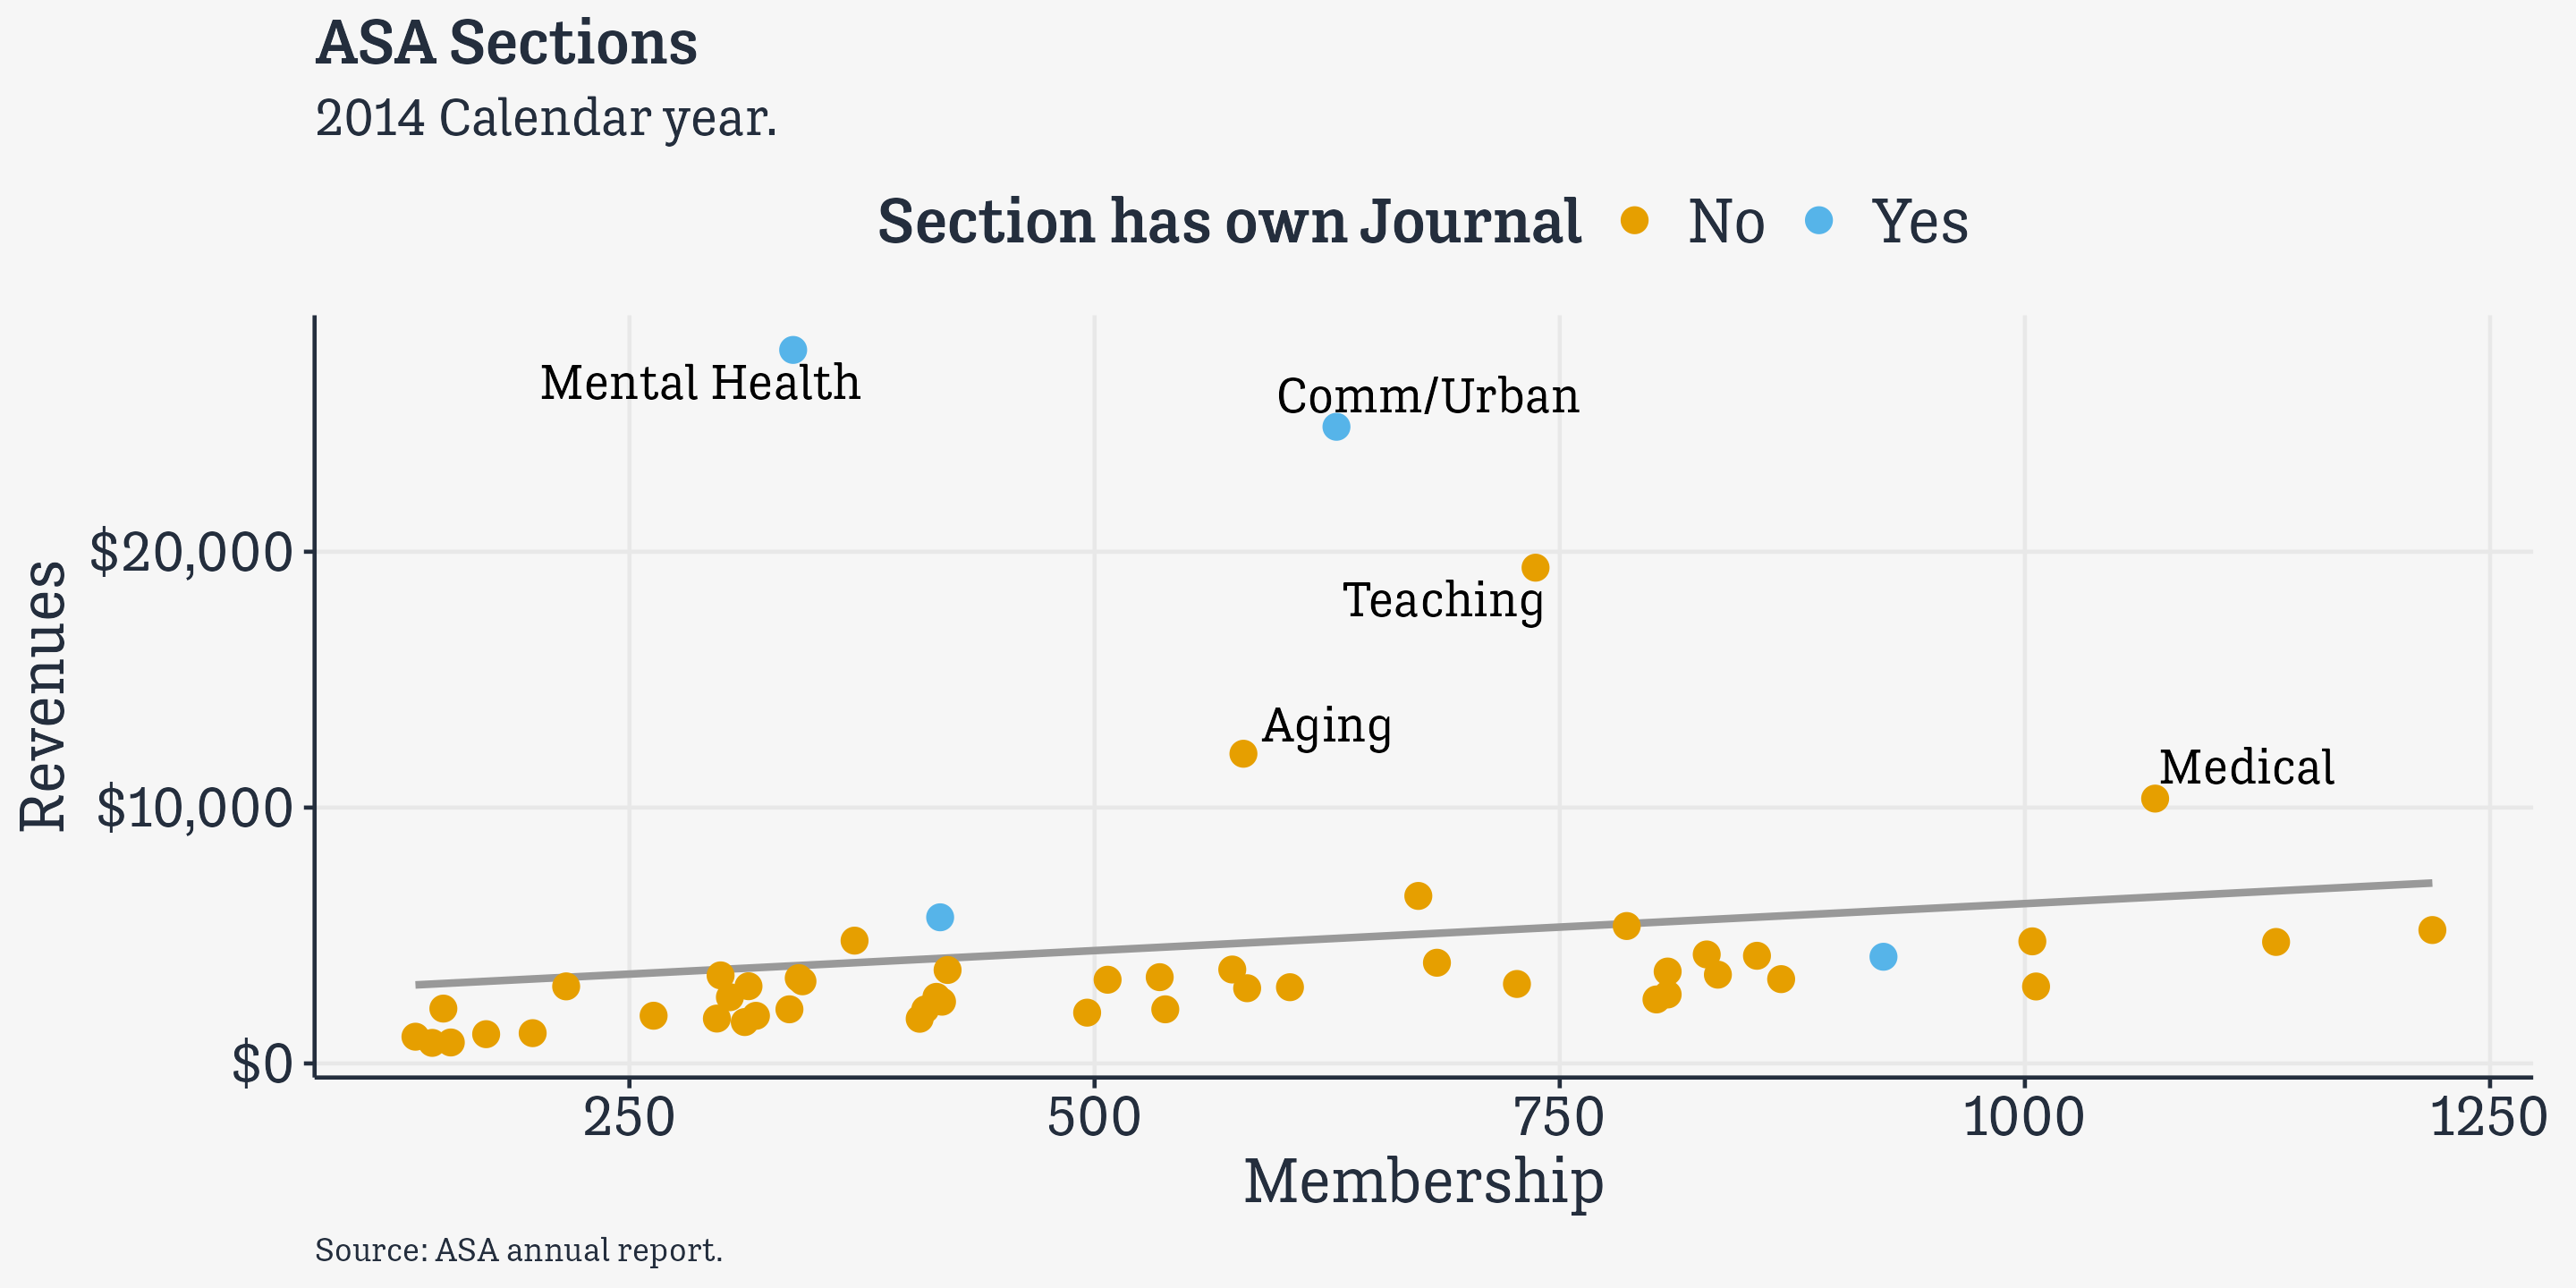 ASA Sections
2014 Calendar year.
Section has own Journal No Yes
Mental Health
Comm/Urban
$20,000
Teaching
Aging
Medical
$10,000
Revenues
$0
250 500 750 1000 1250
Membership
Source: ASA annual report.